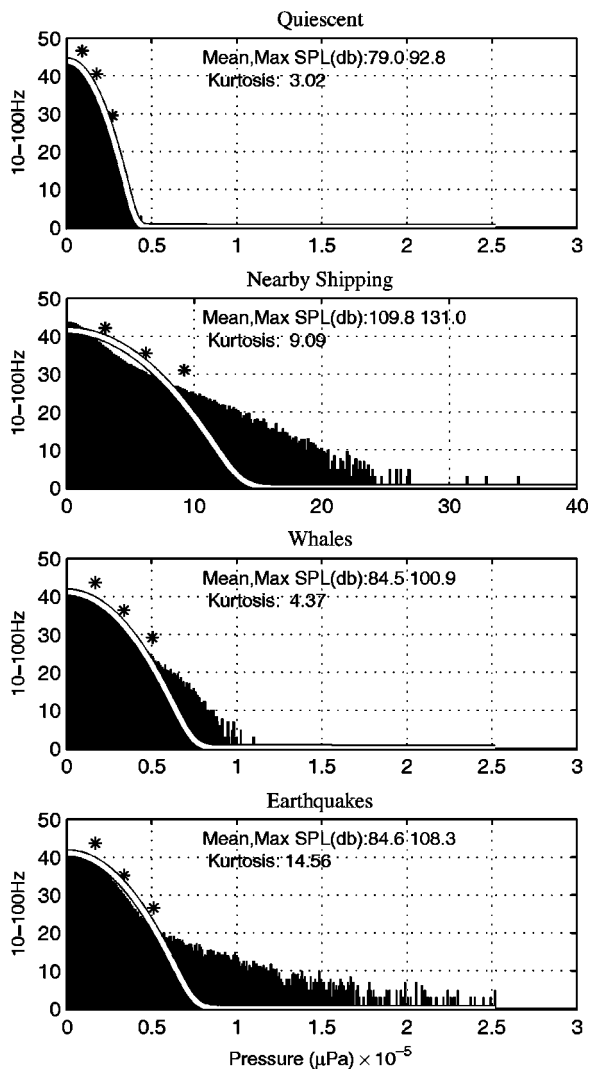 Quiescent
50
40
30
20
10
0
10–100Hz
Mean,Max SPL(db):79.0 92.8
Kurtosis: 3.02
0 0.5 1 1.5 2 2.5 3
Nearby Shipping
50
40
30
20
10
0
10–100Hz
Mean,Max SPL(db):109.8 131.0
Kurtosis: 9.09
0 10 20 30 40
Whales
50
40
30
20
10
0
10–100Hz
Mean,Max SPL(db):84.5 100.9
Kurtosis: 4.37
0 0.5 1 1.5 2 2.5 3
Earthquakes
50
40
30
20
10
0
10–100Hz
Mean,Max SPL(db):84.6 108.3
Kurtosis: 14.56
0 0.5 1 1.5 2 2.5 3
Pressure (μPa) × 10⁻⁵